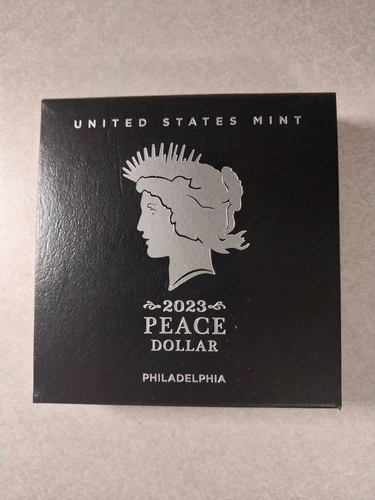 UNITED STATES MINT
2023
PEACE
DOLLAR
PHILADELPHIA